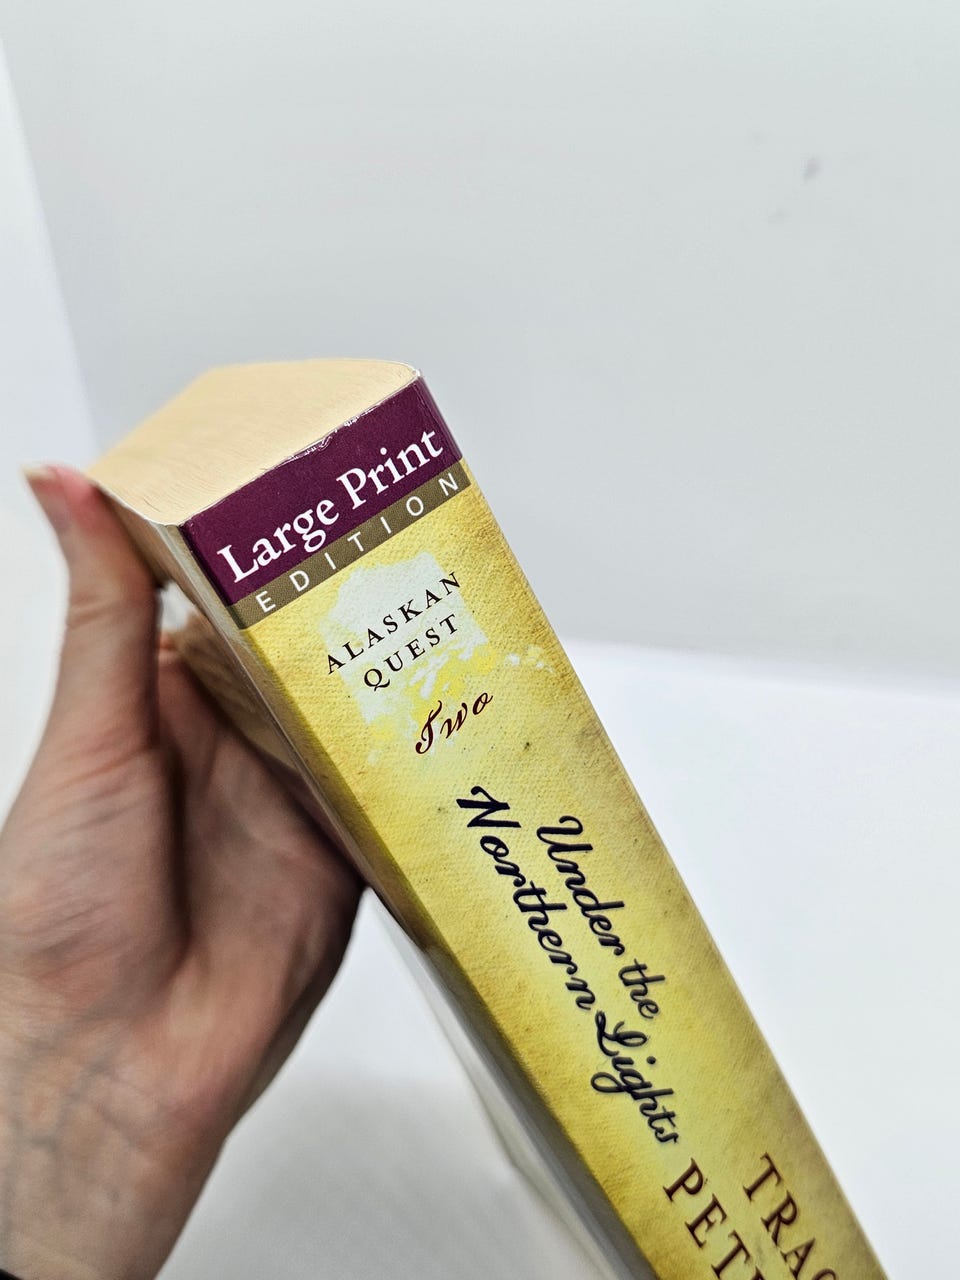 Large Print
EDITION
ALASKAN
QUEST
Two
Under the
Northern Lights